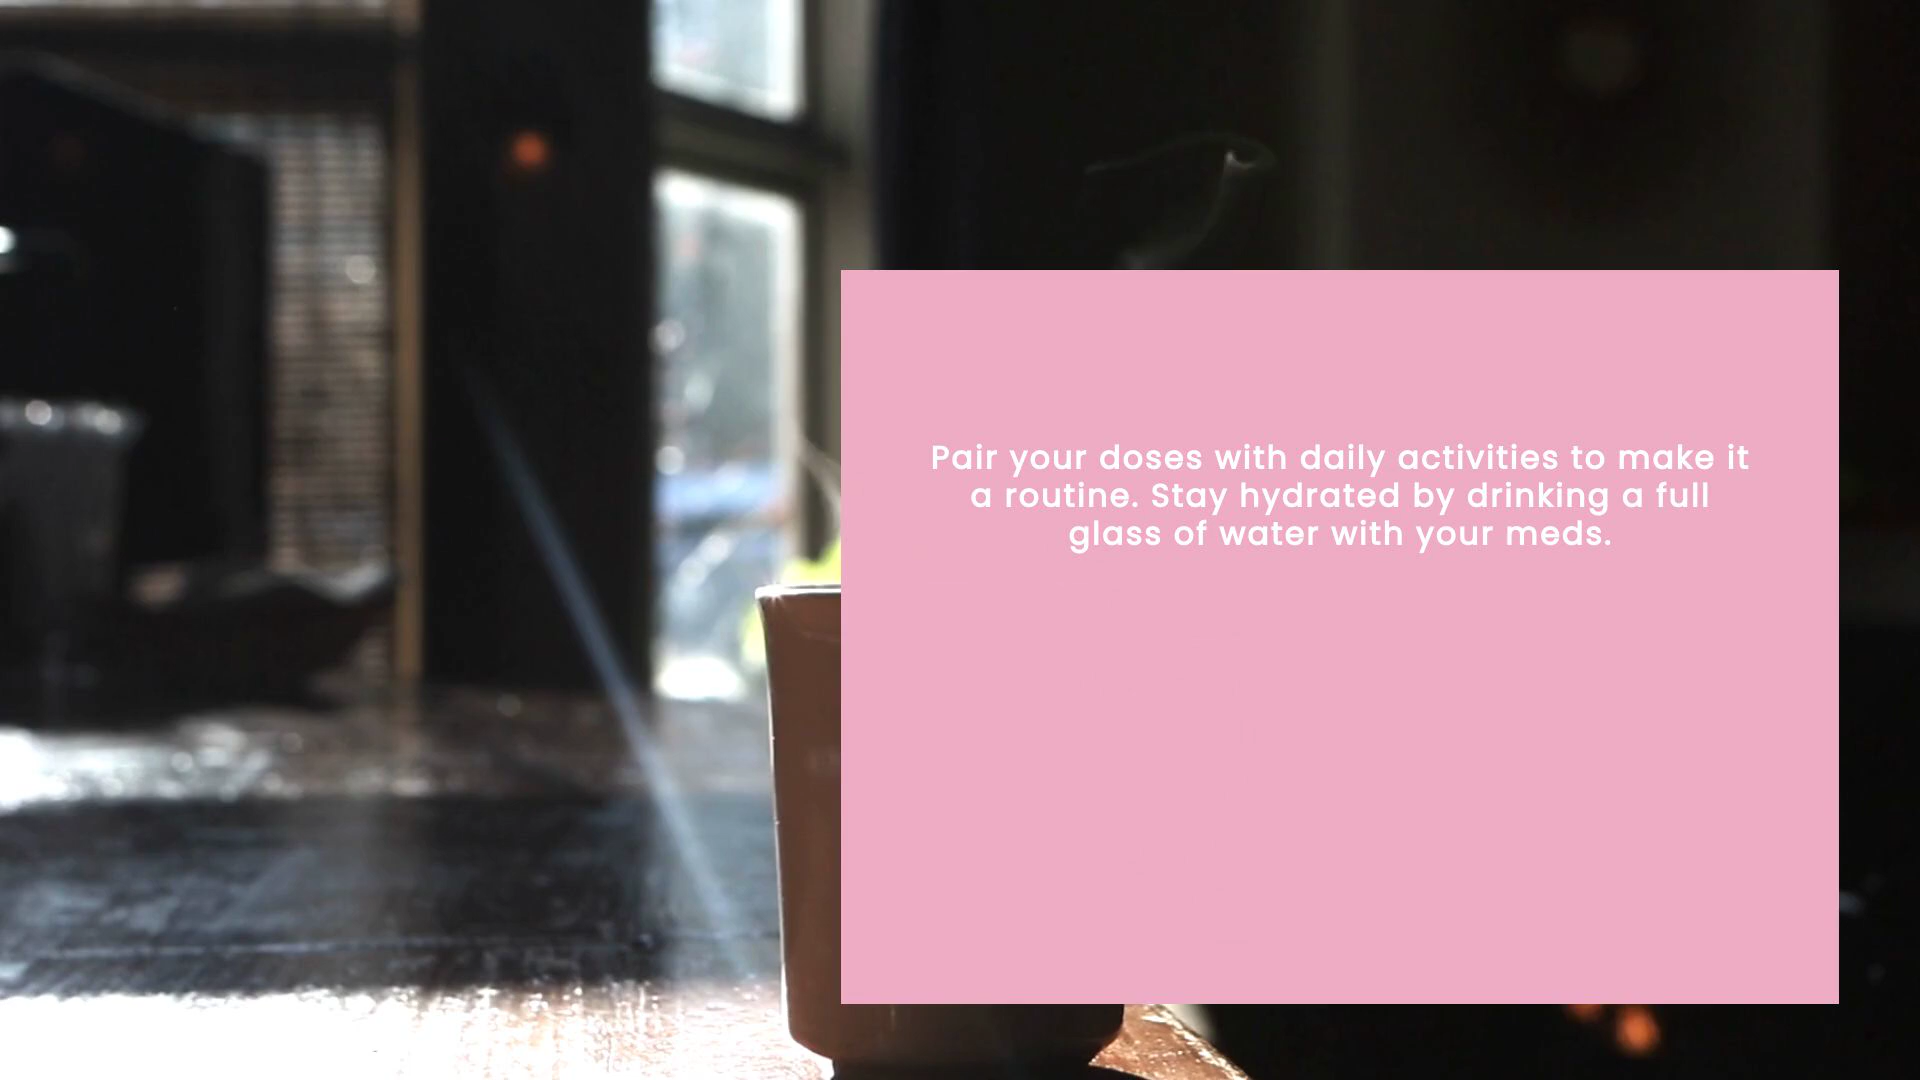 Pair your doses with daily activities to make it
a routine. Stay hydrated by drinking a full
glass of water with your meds.